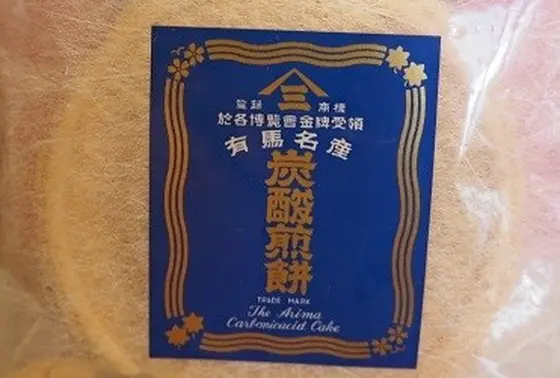 三
登録 商標
於各博覧會金牌受領
有馬名産
炭酸煎餅
TRADE MARK
The Arima
Carbonicacid Cake